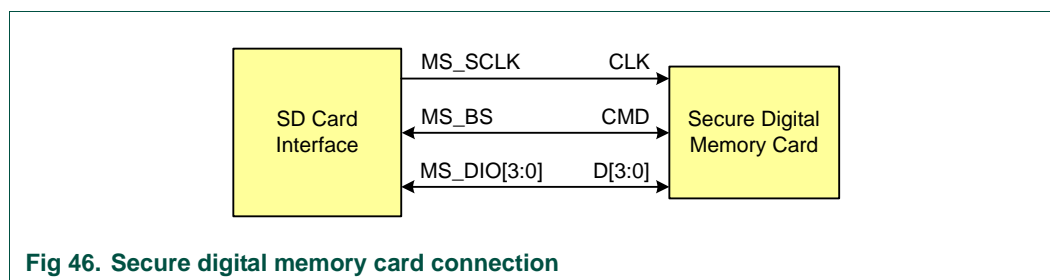 MS_SCLK CLK
SD Card
Interface
MS_BS CMD
Secure Digital
Memory Card
MS_DIO[3:0] D[3:0]
Fig 46. Secure digital memory card connection